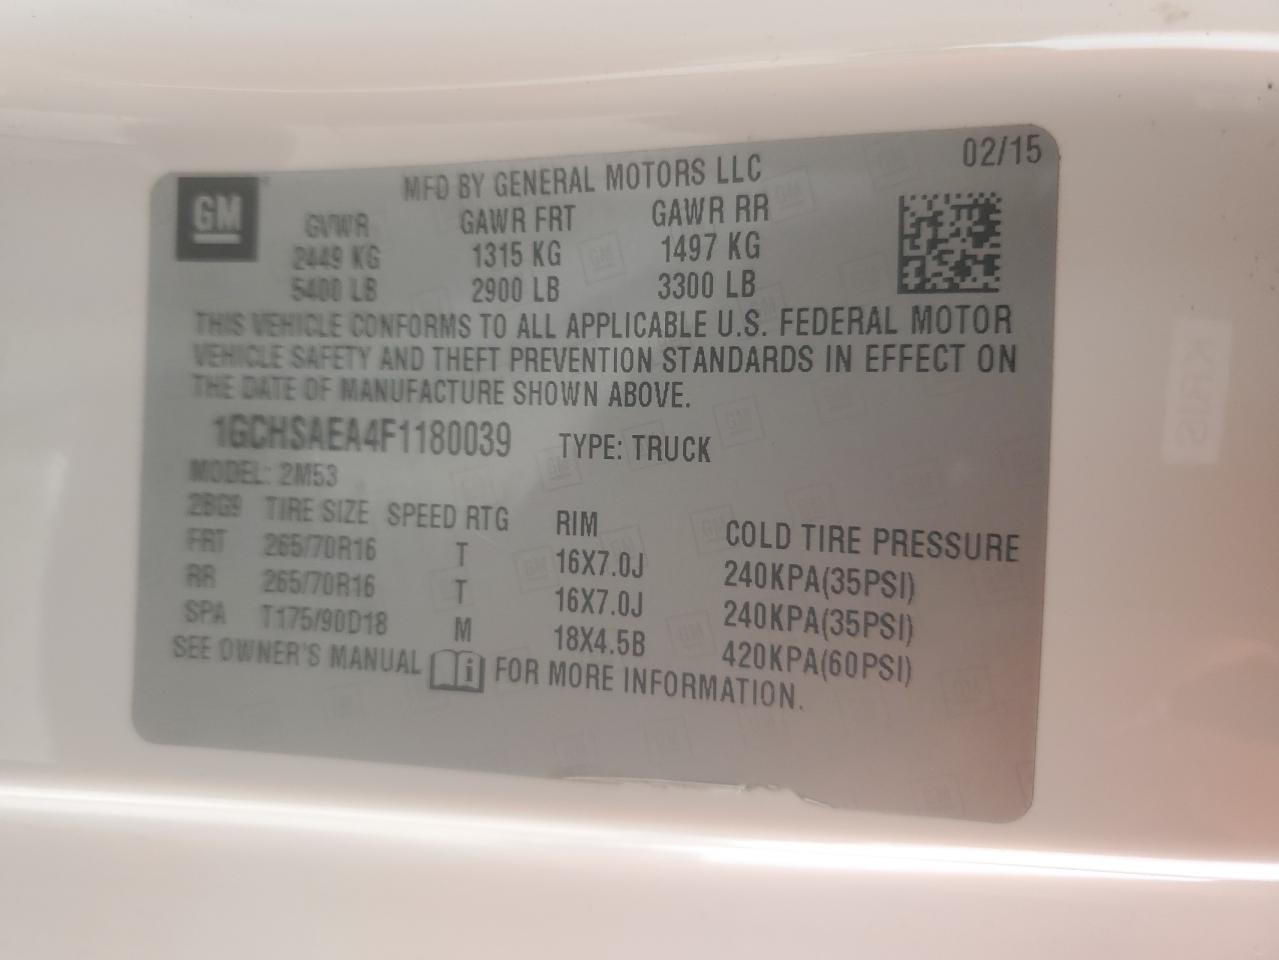 GM
MFD BY GENERAL MOTORS LLC 02/15
GVWR GAWR FRT GAWR RR
2449 KG 1315 KG 1497 KG
5400 LB 2900 LB 3300 LB
THIS VEHICLE CONFORMS TO ALL APPLICABLE U.S. FEDERAL MOTOR
VEHICLE SAFETY AND THEFT PREVENTION STANDARDS IN EFFECT ON
THE DATE OF MANUFACTURE SHOWN ABOVE.
1GCHSAEA4F1180039 TYPE: TRUCK
MODEL: 2M53
2BG9 TIRE SIZE SPEED RTG RIM COLD TIRE PRESSURE
FRT 265/70R16 T 16X7.0J 240KPA(35PSI)
RR 265/70R16 T 16X7.0J 240KPA(35PSI)
SPA T175/90D18 M 18X4.5B 420KPA(60PSI)
SEE OWNER'S MANUAL FOR MORE INFORMATION.